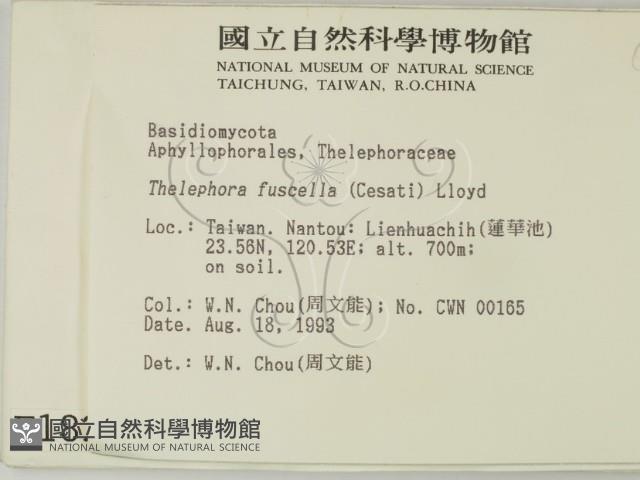 國立自然科學博物館
NATIONAL MUSEUM OF NATURAL SCIENCE
TAICHUNG, TAIWAN, R.O.CHINA
Basidiomycota
Aphyllophorales, Thelephoraceae
Thelephora fuscella (Cesati) Lloyd
Loc.: Taiwan. Nantou: Lienhuachih(蓮華池)
23.56N, 120.53E; alt. 700m;
on soil.
Col.: W.N. Chou(周文能); No. CWN 00165
Date. Aug. 18, 1993
Det.: W.N. Chou(周文能)
國立自然科學博物館
NATIONAL MUSEUM OF NATURAL SCIENCE